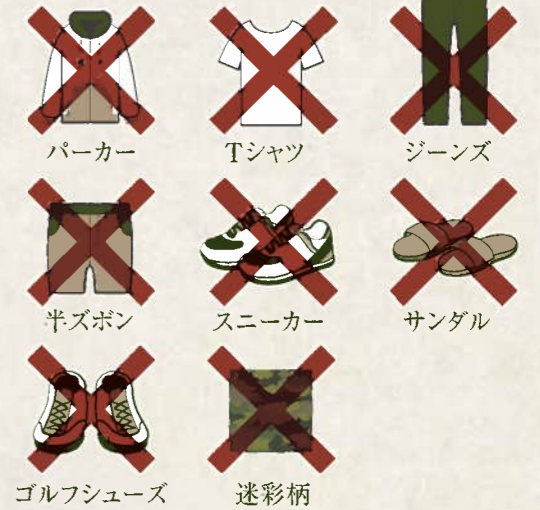 パーカー
Tシャツ
ジーンズ
半ズボン
スニーカー
サンダル
ゴルフシューズ
迷彩柄